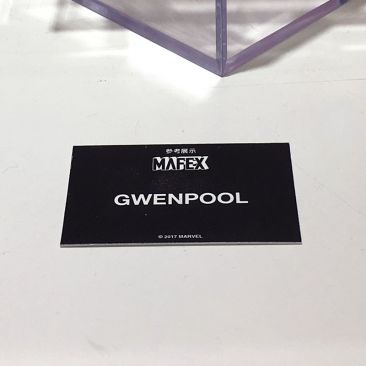 参考展示
MAFEX
GWENPOOL
© 2017 MARVEL